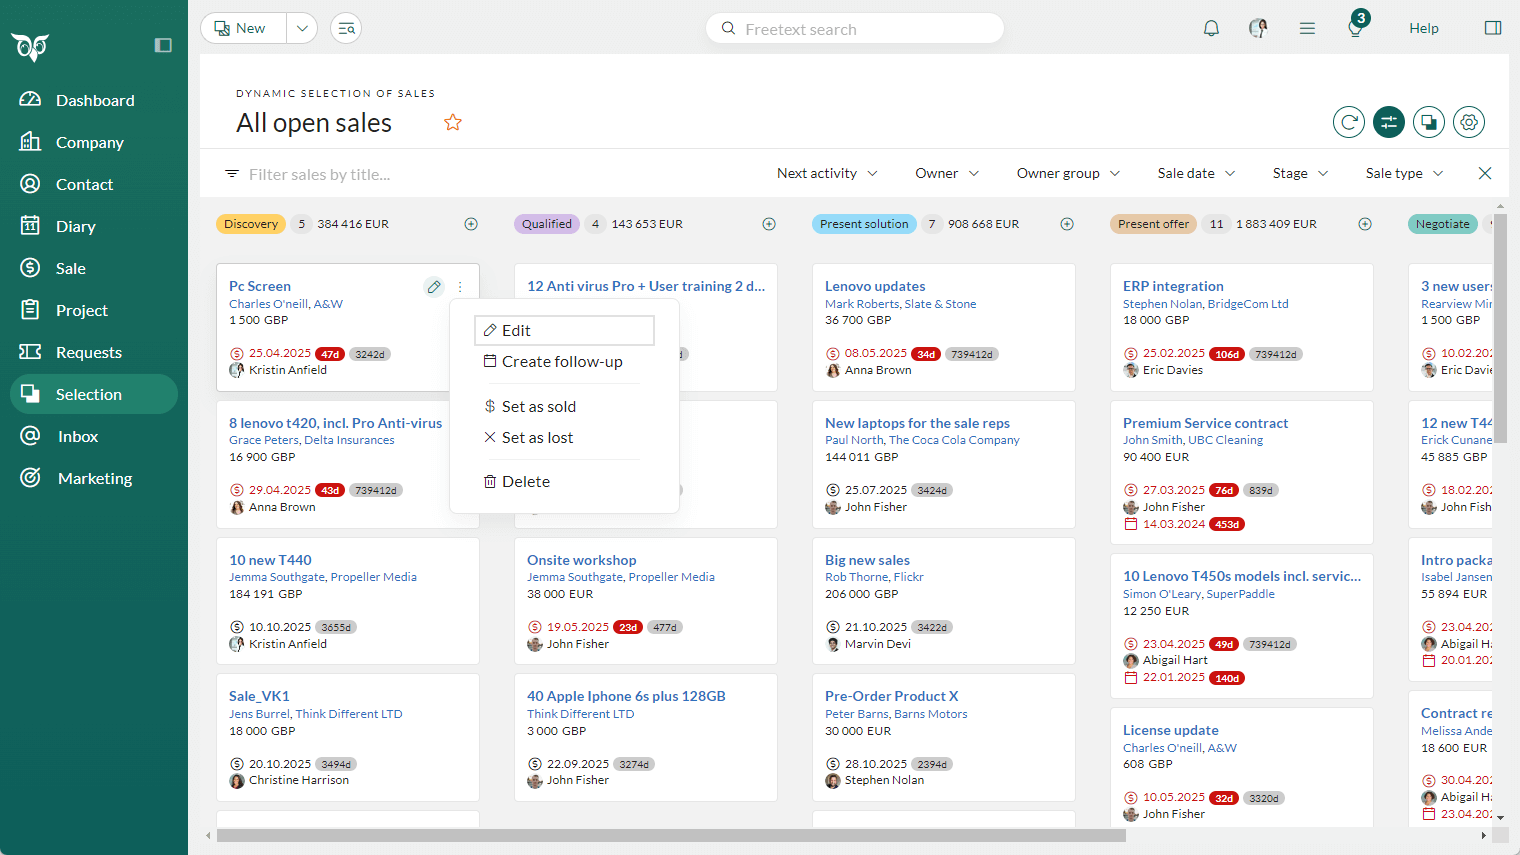 New
Freetext search
3
Help
Dashboard
Company
Contact
11
Diary
Sale
Project
Requests
Selection
Inbox
Marketing
DYNAMIC SELECTION OF SALES
All open sales
Filter sales by title...
Next activity
Owner
Owner group
Sale date
Stage
Sale type
Discovery 5 384 416 EUR
Pc Screen
Charles O'neill, A&W
1 500 GBP
25.04.2025 47d 3242d
Kristin Anfield
8 lenovo t420, incl. Pro Anti-virus
Grace Peters, Delta Insurances
16 900 GBP
29.04.2025 43d 739412d
Anna Brown
10 new T440
Jemma Southgate, Propeller Media
184 191 GBP
10.10.2025 3655d
Kristin Anfield
Sale_VK1
Jens Burrel, Think Different LTD
18 000 GBP
20.10.2025 3494d
Christine Harrison
Edit
Create follow-up
Set as sold
Set as lost
Delete
Qualified 4 143 653 EUR
12 Anti virus Pro + User training 2 d...
Onsite workshop
Jemma Southgate, Propeller Media
38 000 EUR
19.05.2025 23d 477d
John Fisher
40 Apple Iphone 6s plus 128GB
Think Different LTD
3 000 GBP
22.09.2025 3274d
John Fisher
Present solution 7 908 668 EUR
Lenovo updates
Mark Roberts, Slate & Stone
36 700 GBP
08.05.2025 34d 739412d
Anna Brown
New laptops for the sale reps
Paul North, The Coca Cola Company
144 011 GBP
25.07.2025 3424d
John Fisher
Big new sales
Rob Thorne, Flickr
206 000 GBP
21.10.2025 3422d
Marvin Devi
Pre-Order Product X
Peter Barns, Barns Motors
30 000 EUR
28.10.2025 2394d
Stephen Nolan
Present offer 11 1 883 409 EUR
ERP integration
Stephen Nolan, BridgeCom Ltd
18 000 GBP
25.02.2025 106d 739412d
Eric Davies
Premium Service contract
John Smith, UBC Cleaning
90 400 EUR
27.03.2025 76d 839d
John Fisher
14.03.2024 453d
10 Lenovo T450s models incl. servic...
Simon O'Leary, SuperPaddle
12 250 EUR
23.04.2025 49d 739412d
Abigail Hart
22.01.2025 140d
License update
Charles O'neill, A&W
608 GBP
10.05.2025 32d 3320d
John Fisher
Negotiate
3 new users
Rearview Mir
1 500 GBP
10.02.202
Eric Davies
12 new T44
Erick Cunane
45 885 GBP
18.02.202
John Fish
Intro packa
Isabel Jansen
55 894 EUR
23.04.202
Abigail Ha
20.01.202
Contract re
Melissa Ande
18 600 EUR
30.04.202
Abigail Ha
23.04.202